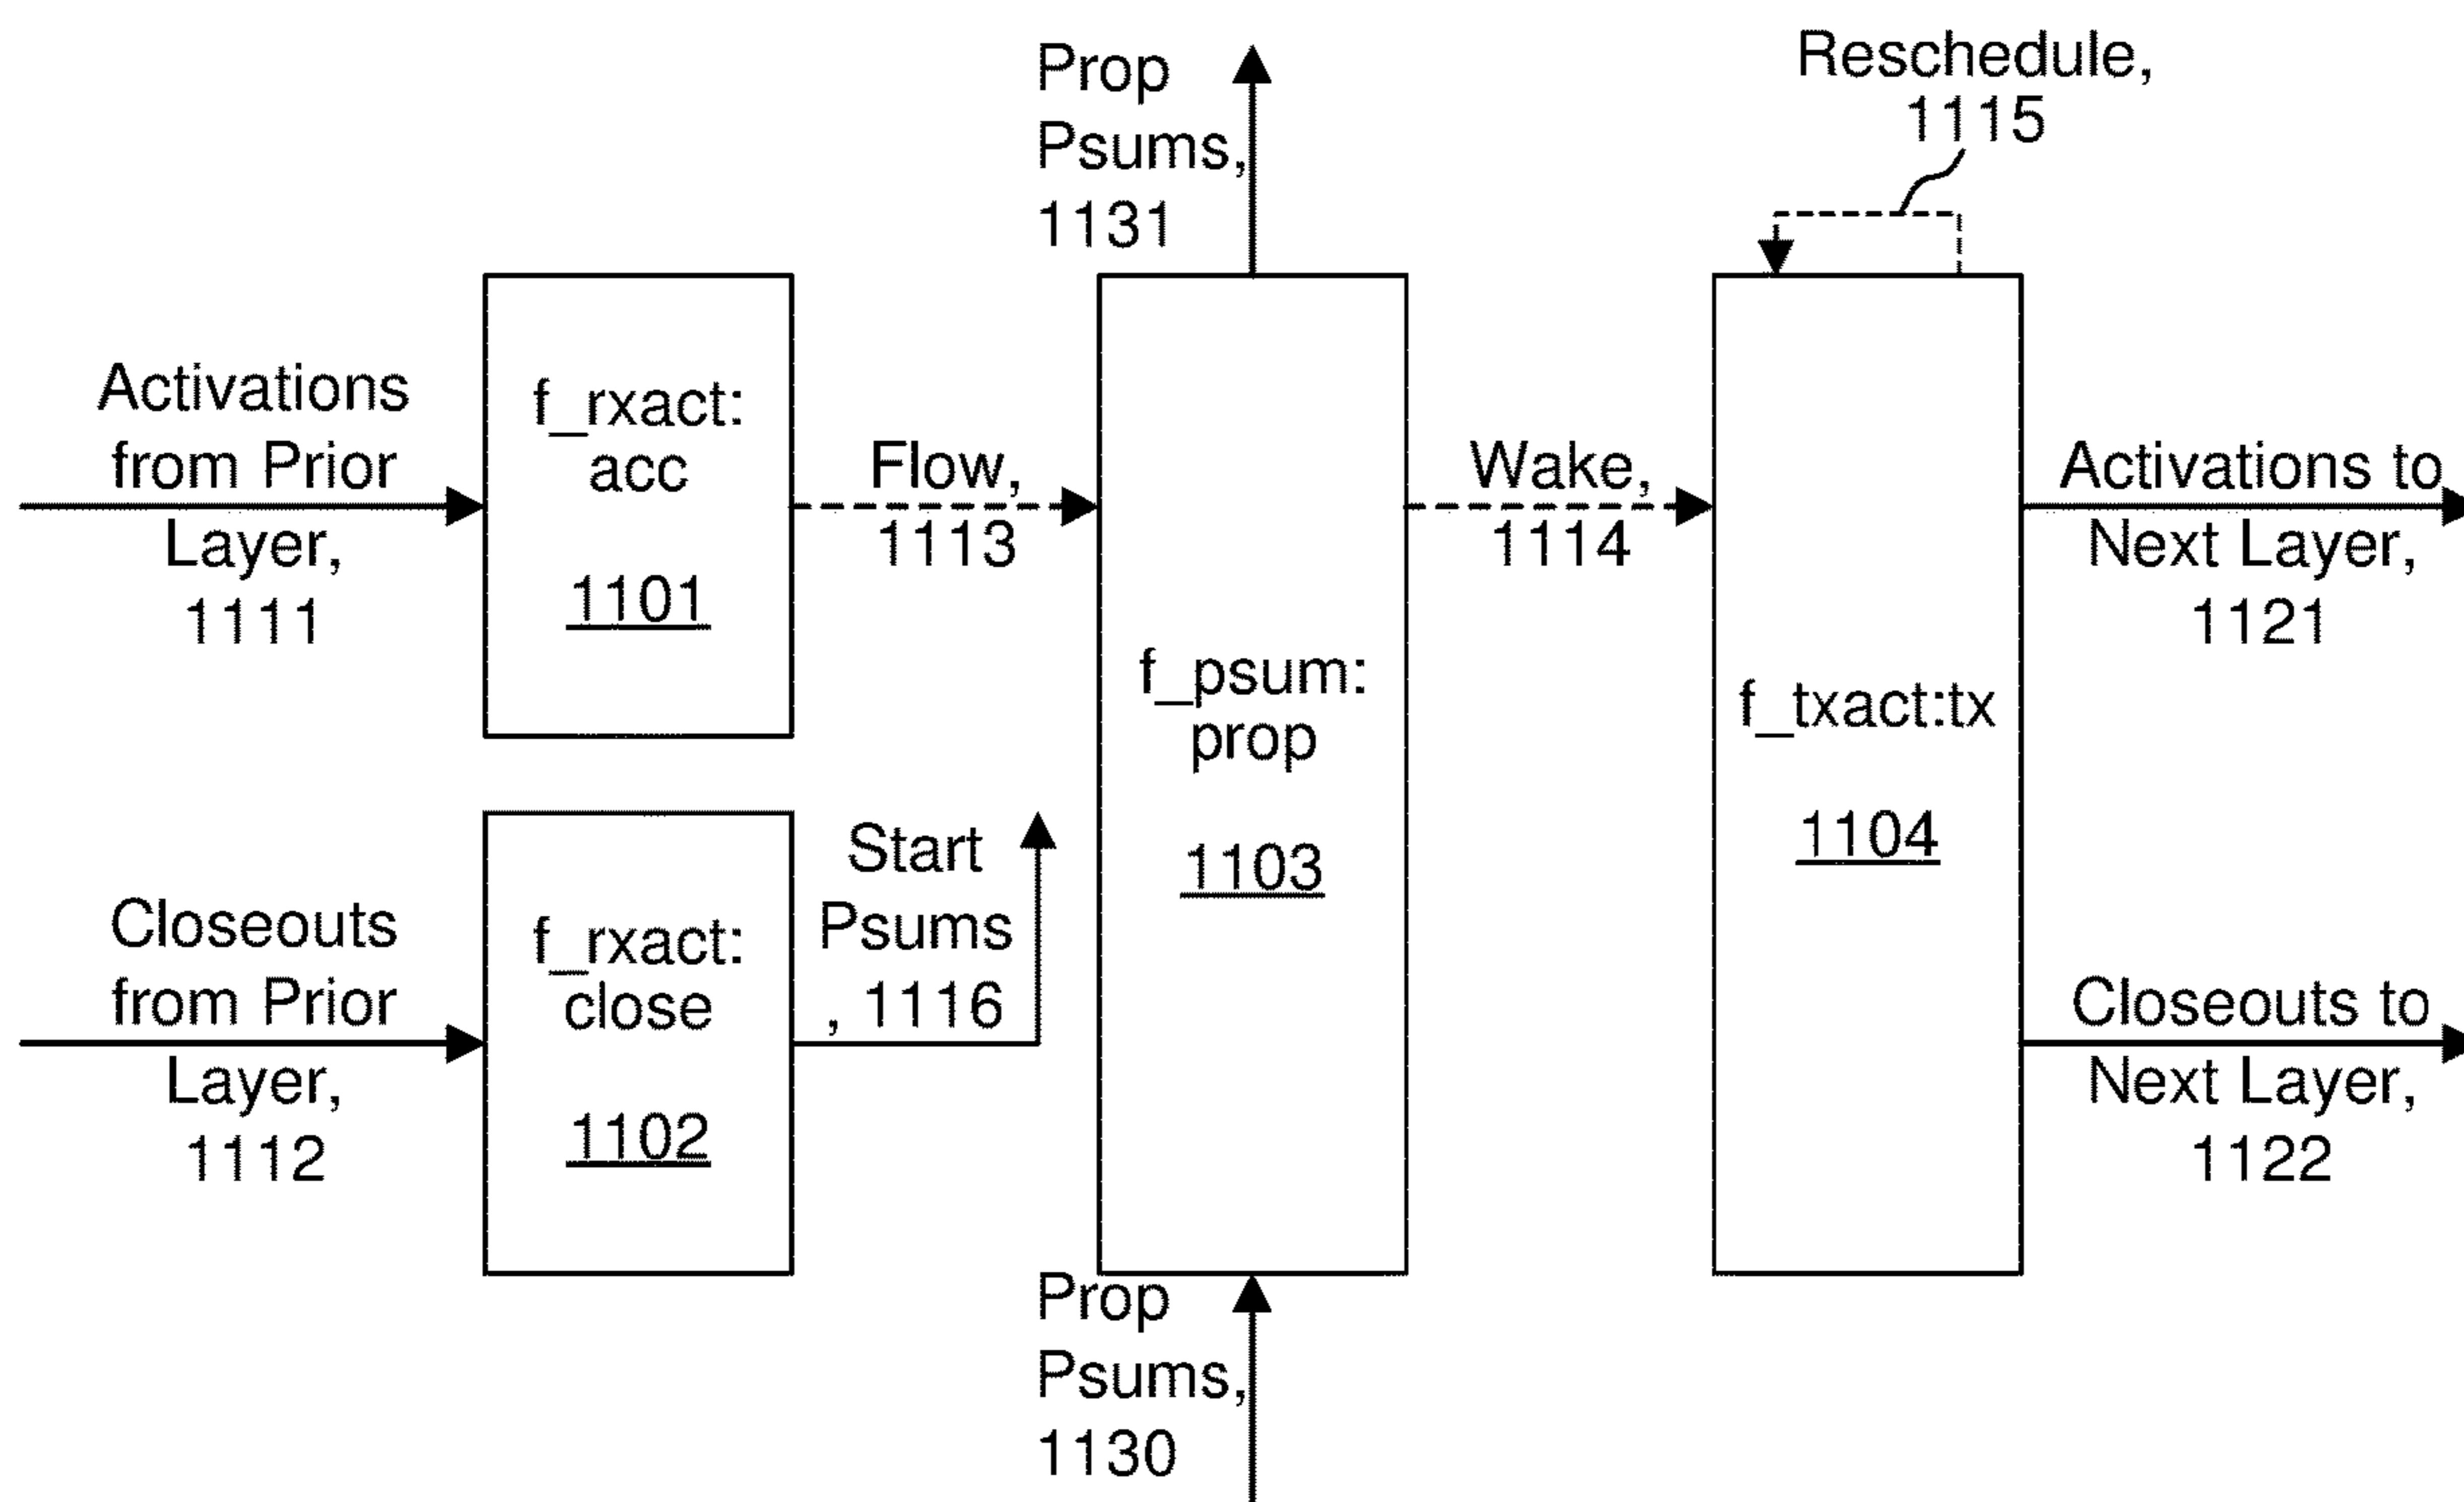 Prop
Psums,
1131
Reschedule,
1115
Activations
from Prior
Layer,
1111
f_rxact:
acc
1101
Flow,
1113
f_psum:
prop
1103
Wake,
1114
f_txact:tx
1104
Activations to
Next Layer,
1121
Closeouts
from Prior
Layer,
1112
f_rxact:
close
1102
Start
Psums
, 1116
Closeouts to
Next Layer,
1122
Prop
Psums,
1130